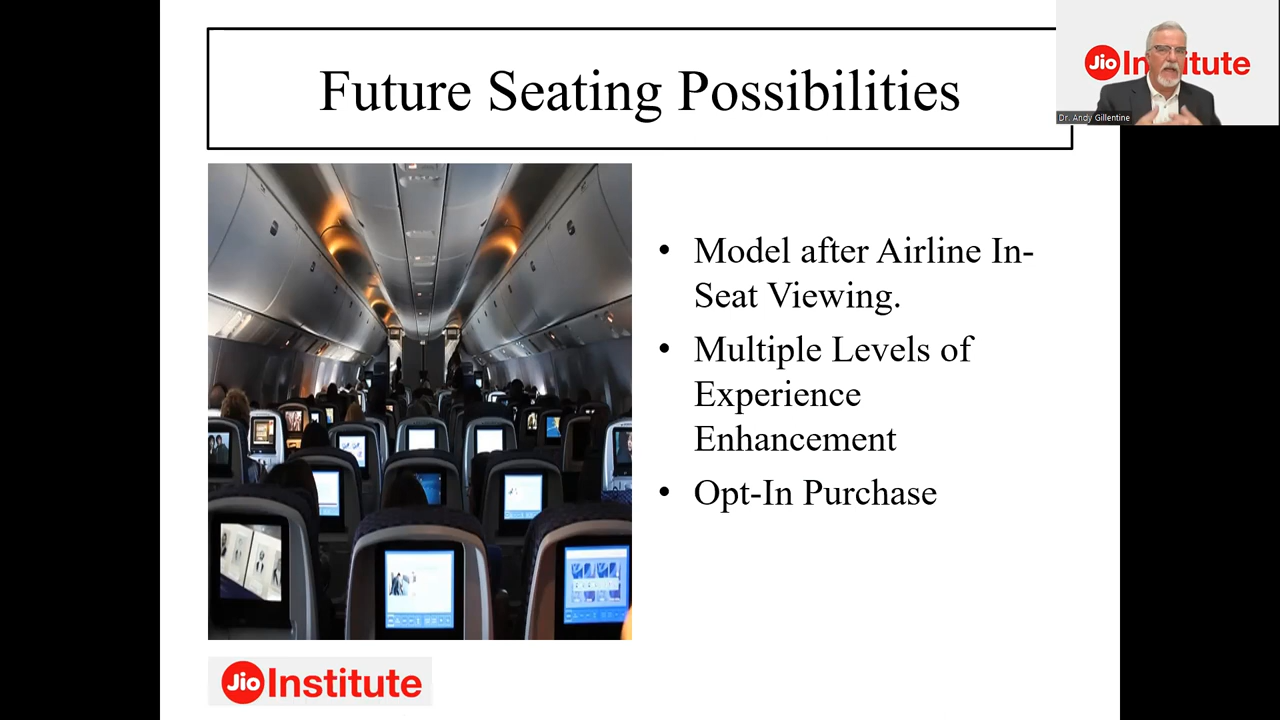 Future Seating Possibilities
Jio Institute
Dr. Andy Gillentine
• Model after Airline In-
Seat Viewing.
• Multiple Levels of
Experience
Enhancement
• Opt-In Purchase
Jio Institute